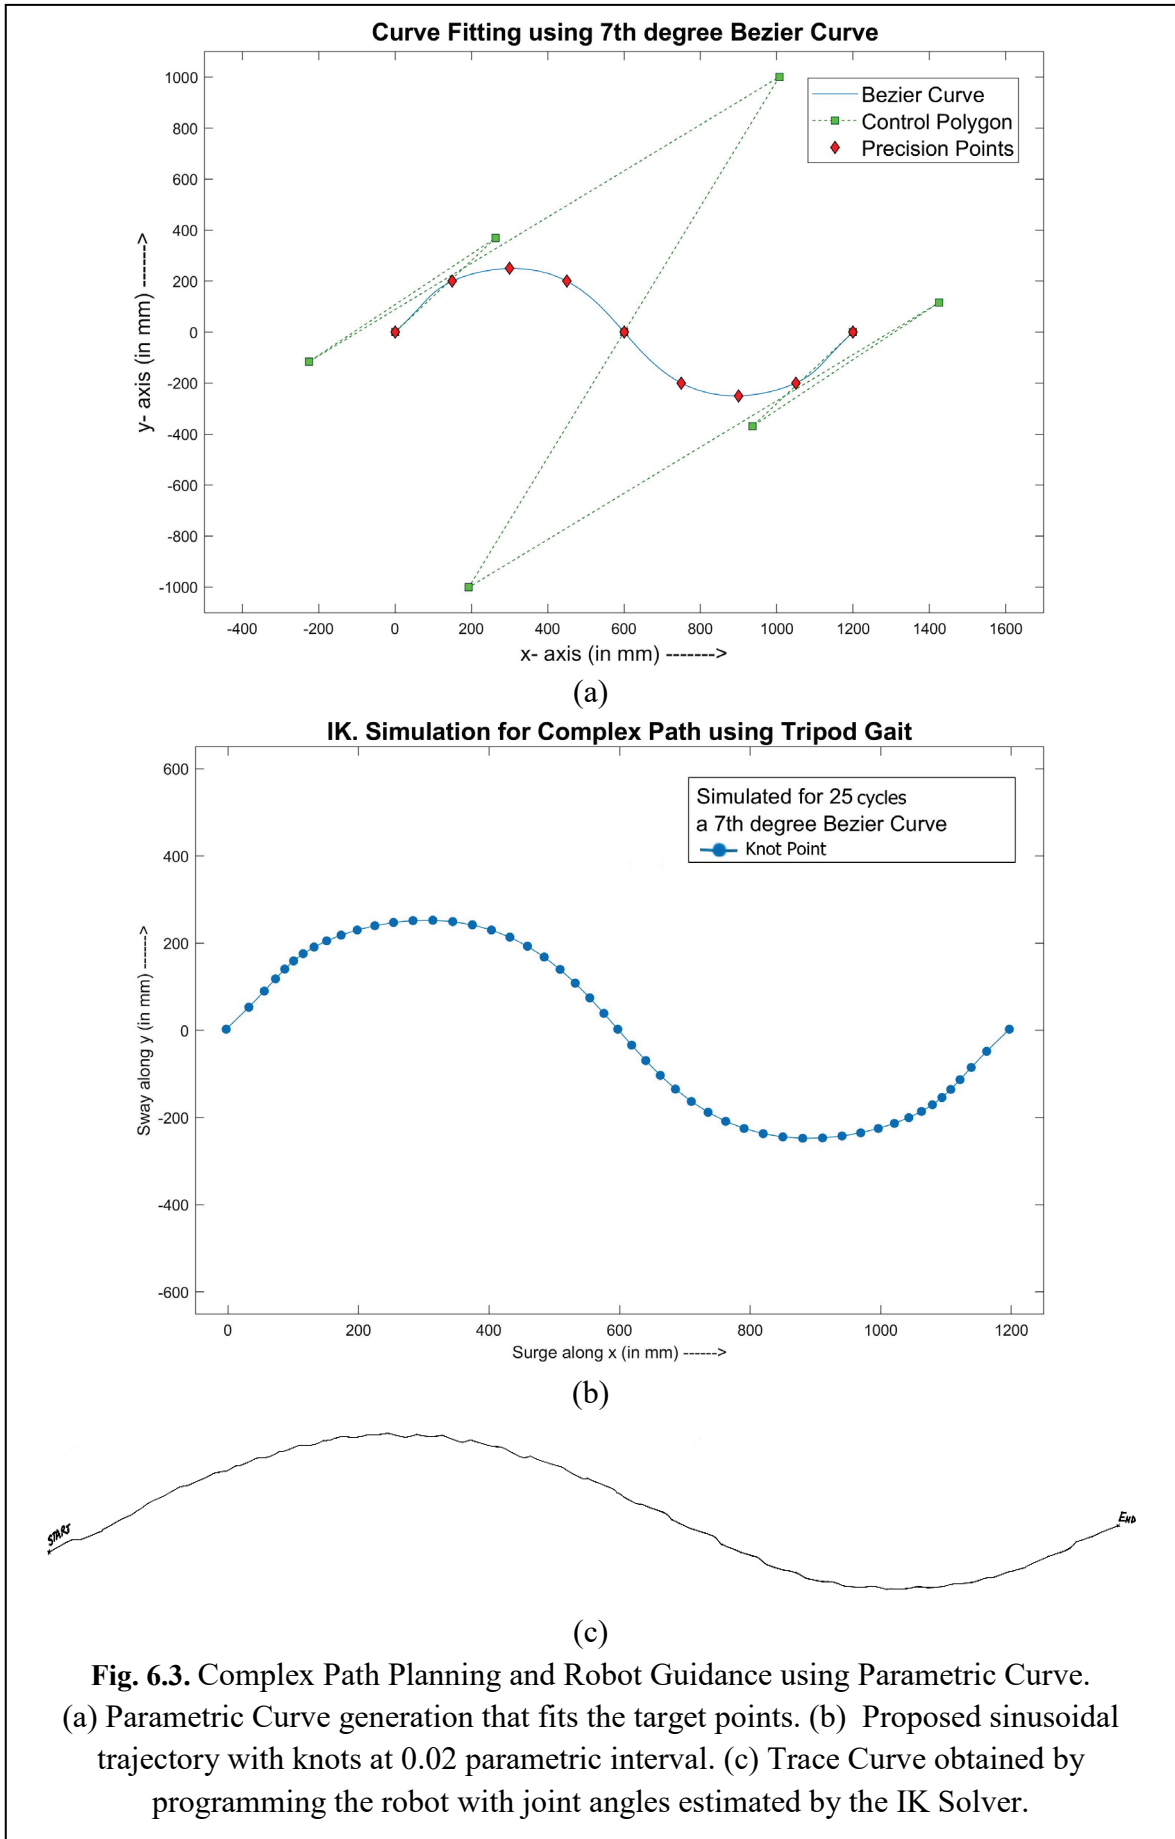 Curve Fitting using 7th degree Bezier Curve
1000
800
600
400
200
0
-200
-400
-600
-800
-1000
y- axis (in mm) ------->
Bezier Curve
Control Polygon
Precision Points
-400 -200 0 200 400 600 800 1000 1200 1400 1600
x- axis (in mm) ------->
(a)
IK. Simulation for Complex Path using Tripod Gait
600
400
200
0
-200
-400
-600
Sway along y (in mm) ------>
Simulated for 25 cycles
a 7th degree Bezier Curve
Knot Point
0 200 400 600 800 1000 1200
Surge along x (in mm) ------>
(b)
START
END
(c)
Fig. 6.3. Complex Path Planning and Robot Guidance using Parametric Curve.
(a) Parametric Curve generation that fits the target points. (b) Proposed sinusoidal
trajectory with knots at 0.02 parametric interval. (c) Trace Curve obtained by
programming the robot with joint angles estimated by the IK Solver.